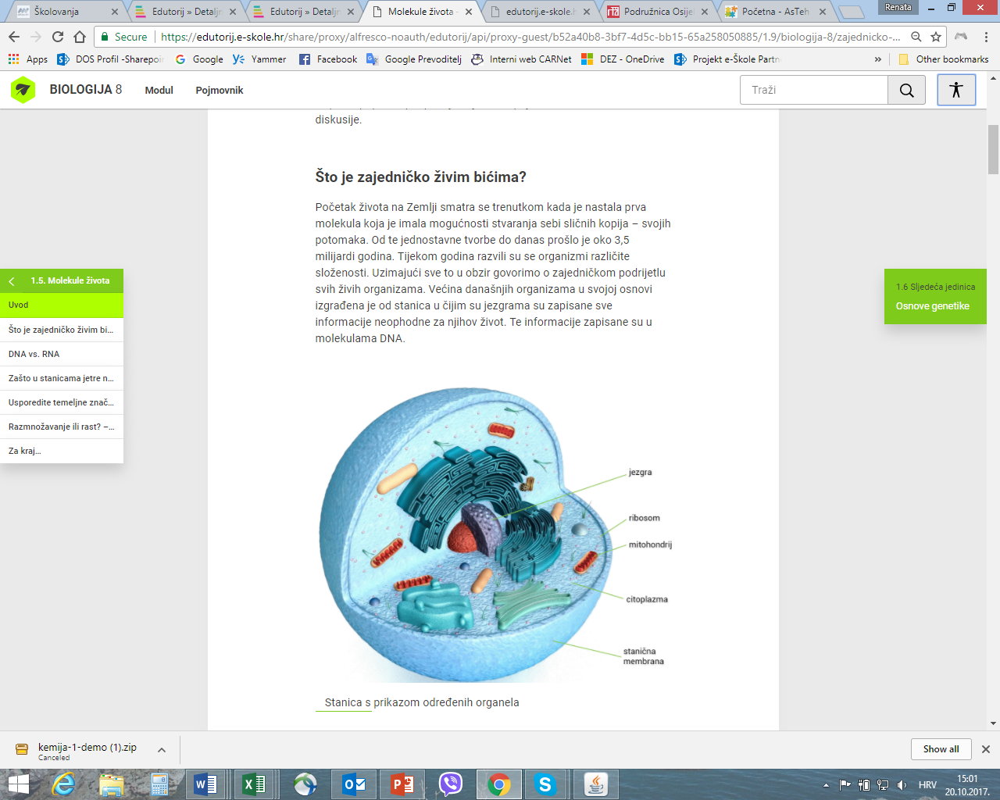 Školovanja
Edutorij » Detaljn
Edutorij » Detaljn
Molekule života -
edutorij.e-skole.h
Podružnica Osije
Početna - AsTeh
Renata
Secure
https://edutorij.e-skole.hr/share/proxy/alfresco-noauth/edutorij/api/proxy-guest/b52a40b8-3bf7-4d5c-bb15-65a258050885/1.9/biologija-8/zajednicko-...
Apps
DOS Profil -Sharepoin
Google
Yammer
Facebook
Google Prevoditelj
Interni web CARNet
DEZ - OneDrive
Projekt e-Škole Partn
»
Other bookmarks
BIOLOGIJA 8
Modul
Pojmovnik
Traži
diskusije.
Što je zajedničko živim bićima?
Početak života na Zemlji smatra se trenutkom kada je nastala prva
molekula koja je imala mogućnosti stvaranja sebi sličnih kopija – svojih
potomaka. Od te jednostavne tvorbe do danas prošlo je oko 3,5
milijardi godina. Tijekom godina razvili su se organizmi različite
složenosti. Uzimajući sve to u obzir govorimo o zajedničkom podrijetlu
svih živih organizama. Većina današnjih organizama u svojoj osnovi
izgrađena je od stanica u čijim su jezgrama su zapisane sve
informacije neophodne za njihov život. Te informacije zapisane su u
molekulama DNA.
1.5. Molekule života
Uvod
Što je zajedničko živim bi...
DNA vs. RNA
Zašto u stanicama jetre n...
Usporedite temeljne znač...
Razmnožavanje ili rast? –...
Za kraj...
1.6 Sljedeća jedinica
Osnove genetike
jezgra
ribosom
mitohondrij
citoplazma
stanična
membrana
Stanica s prikazom određenih organela
kemija-1-demo (1).zip
Canceled
Show all
HRV
15:01
20.10.2017.